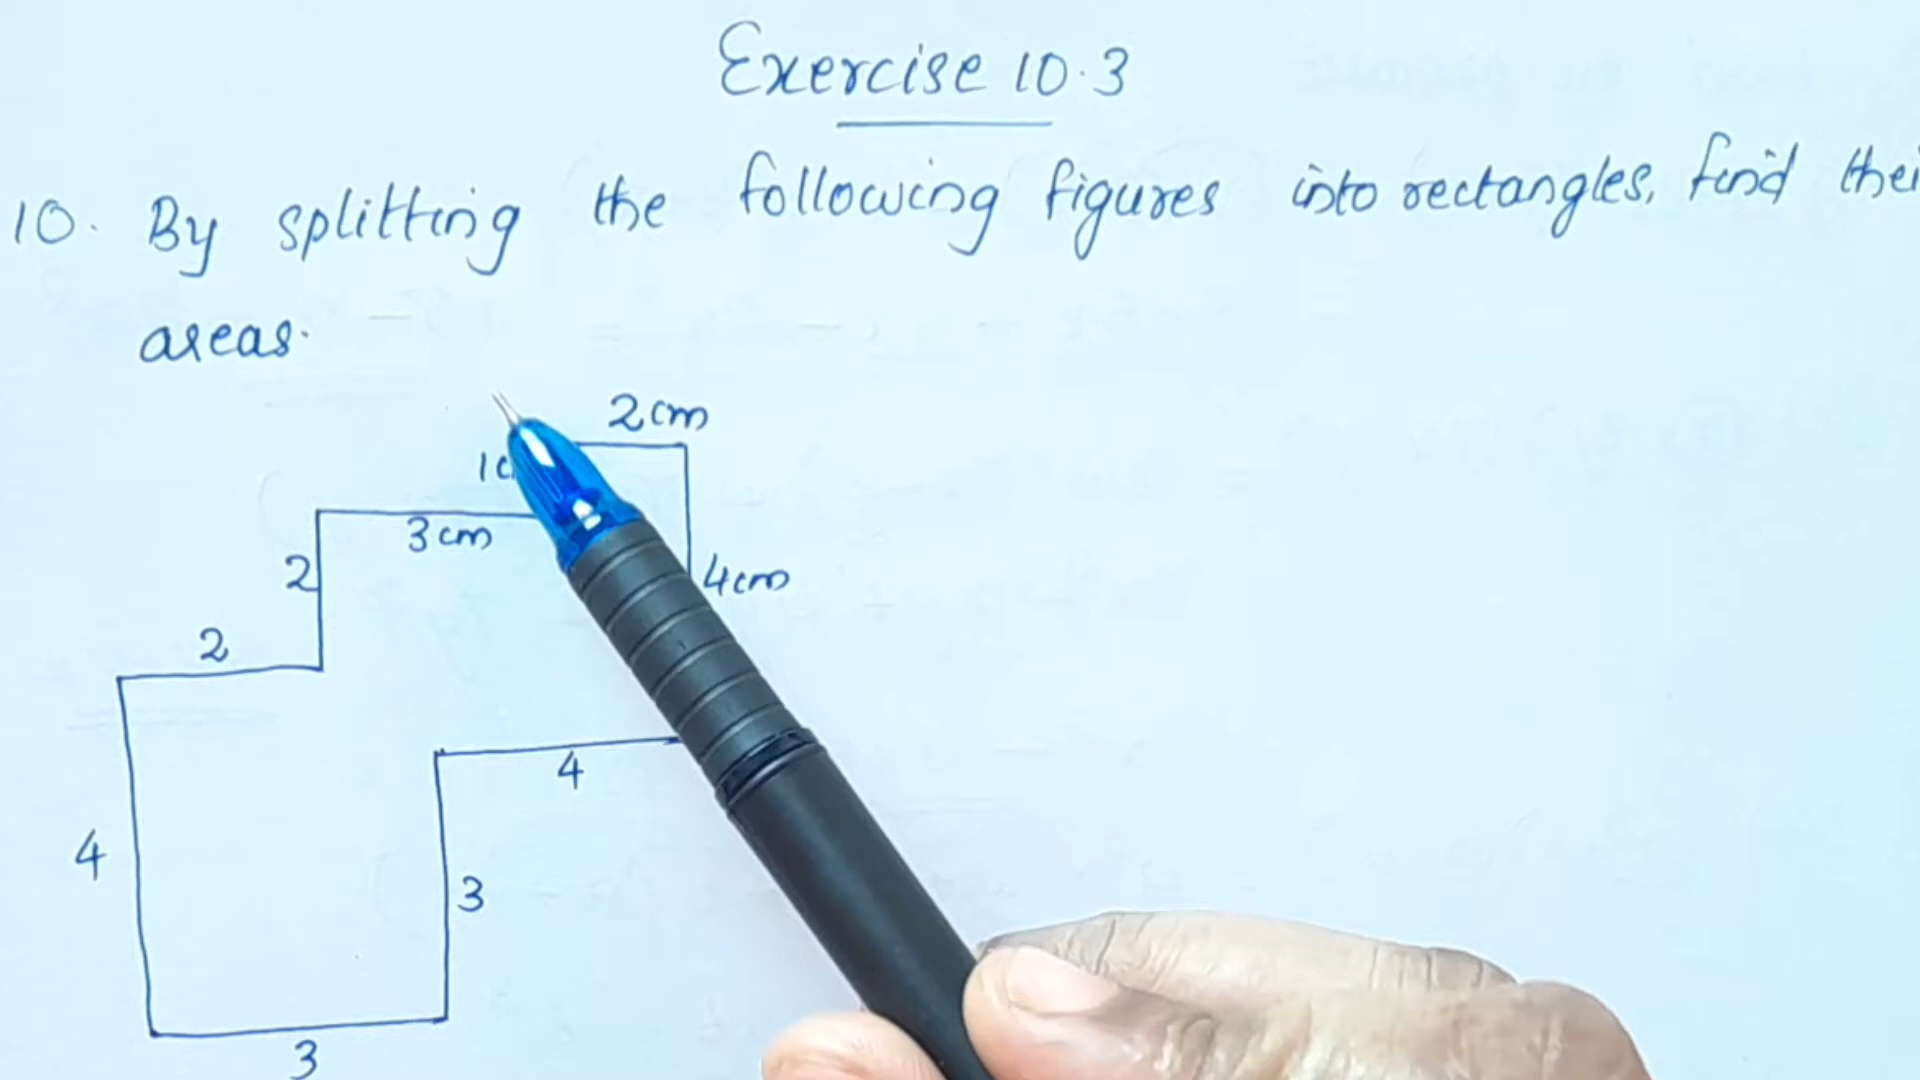 Exercise 10.3
10. By splitting the following figures into rectangles, find thei
areas.
2cm
1c
3cm
2
4cm
2
4
4
3
3